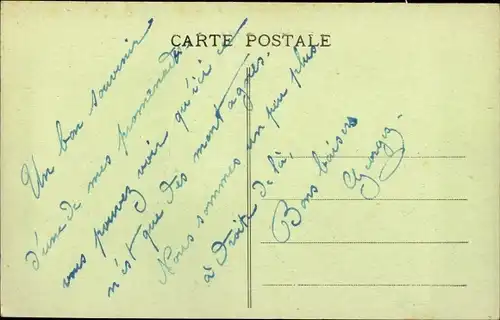 CARTE POSTALE
Un bon souvenir
d'une de mes promenades
vous pouvez voir qu'ici ce
n'est que des montagnes.
Nous sommes un peu plus
à droite de là.
Bons baisers